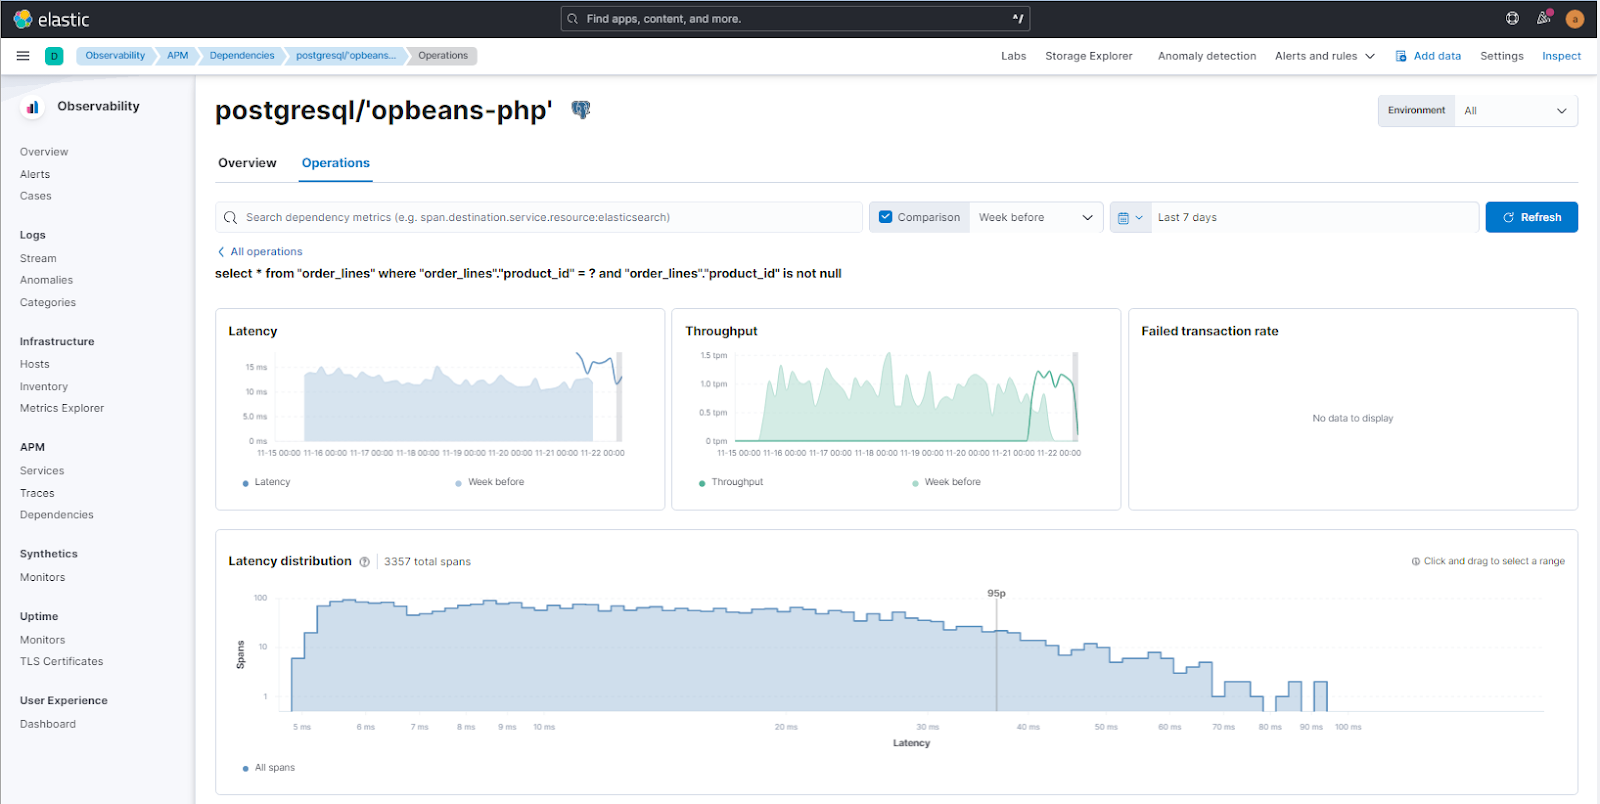 elastic
Find apps, content, and more.
^/
a
D
Observability
APM
Dependencies
postgresql/'opbeans...
Operations
Labs
Storage Explorer
Anomaly detection
Alerts and rules
Add data
Settings
Inspect
Observability
Overview
Alerts
Cases
Logs
Stream
Anomalies
Categories
Infrastructure
Hosts
Inventory
Metrics Explorer
APM
Services
Traces
Dependencies
Synthetics
Monitors
Uptime
Monitors
TLS Certificates
User Experience
Dashboard
postgresql/'opbeans-php'
Environment
All
Overview
Operations
Search dependency metrics (e.g. span.destination.service.resource:elasticsearch)
Comparison
Week before
Last 7 days
Refresh
All operations
select * from "order_lines" where "order_lines"."product_id" = ? and "order_lines"."product_id" is not null
Latency
15 ms
10 ms
5.0 ms
0 ms
11-15 00:00 11-16 00:00 11-17 00:00 11-18 00:00 11-19 00:00 11-20 00:00 11-21 00:00 11-22 00:00
Latency
Week before
Throughput
1.5 tpm
1.0 tpm
0.5 tpm
0 tpm
11-15 00:00 11-16 00:00 11-17 00:00 11-18 00:00 11-19 00:00 11-20 00:00 11-21 00:00 11-22 00:00
Throughput
Week before
Failed transaction rate
No data to display
Latency distribution
3357 total spans
Click and drag to select a range
95p
100
10
1
Spans
5 ms 6 ms 7 ms 8 ms 9 ms 10 ms 20 ms 30 ms 40 ms 50 ms 60 ms 70 ms 80 ms 90 ms 100 ms
Latency
All spans